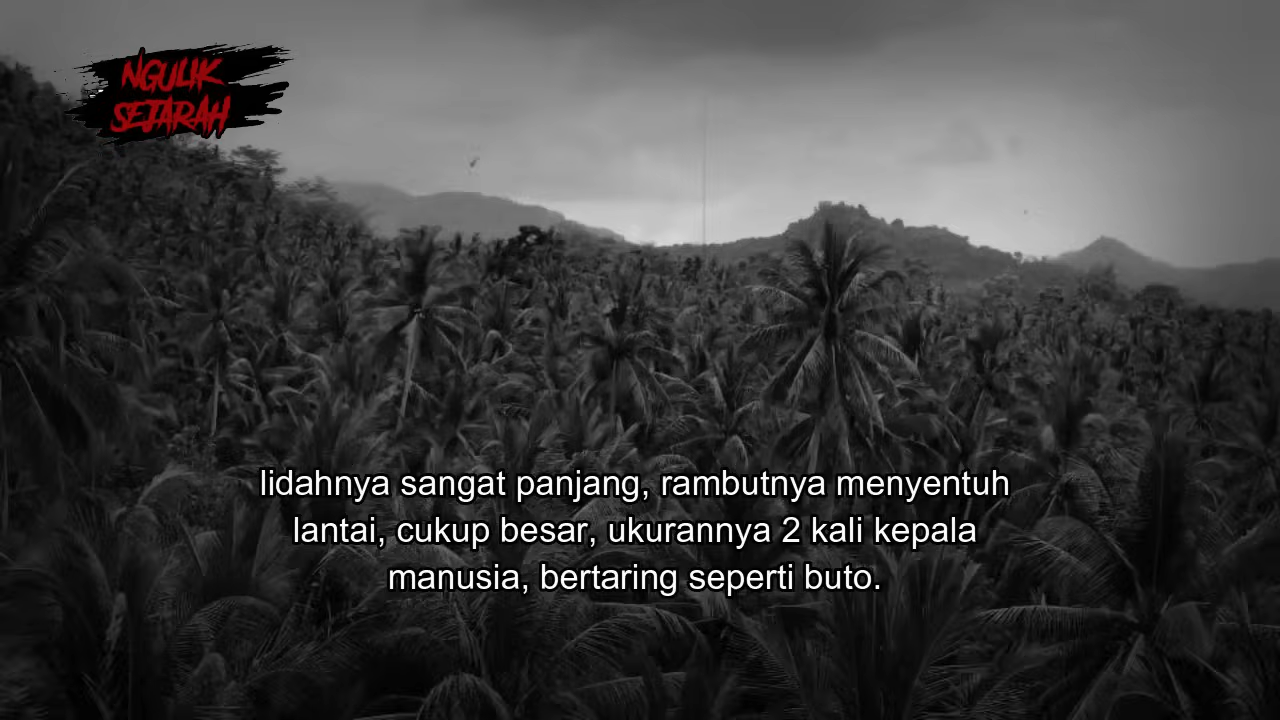 NGULIK
SEJARAH
lidahnya sangat panjang, rambutnya menyentuh
lantai, cukup besar, ukurannya 2 kali kepala
manusia, bertaring seperti buto.